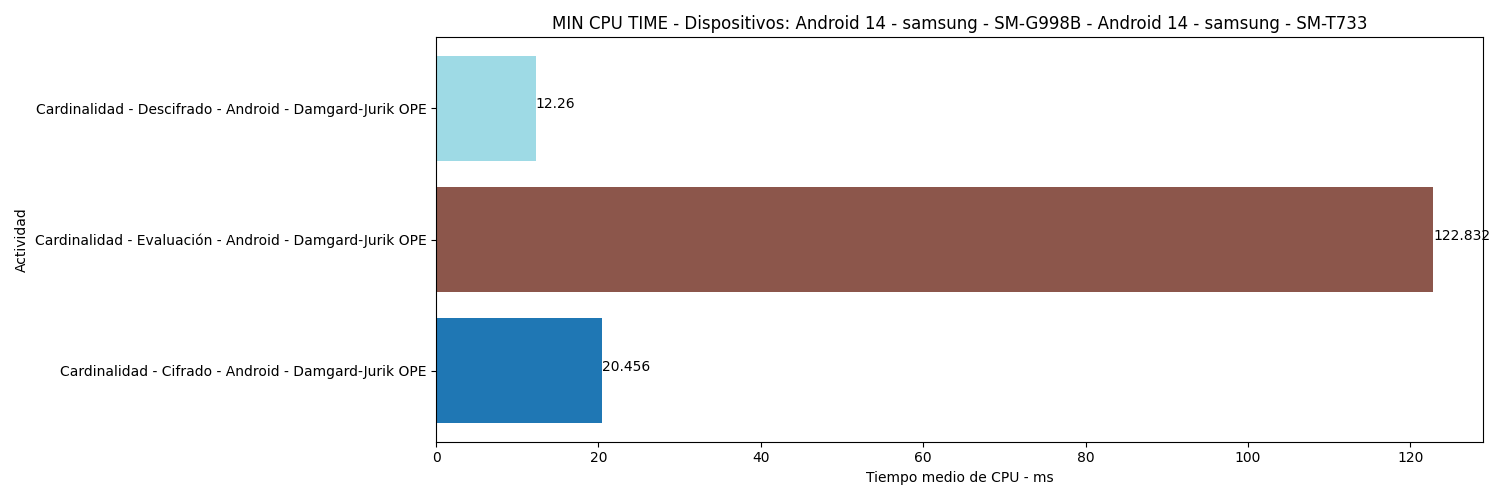 MIN CPU TIME - Dispositivos: Android 14 - samsung - SM-G998B - Android 14 - samsung - SM-T733
Actividad
Cardinalidad - Descifrado - Android - Damgard-Jurik OPE
12.26
Cardinalidad - Evaluación - Android - Damgard-Jurik OPE
122.832
Cardinalidad - Cifrado - Android - Damgard-Jurik OPE
20.456
0 20 40 60 80 100 120
Tiempo medio de CPU - ms